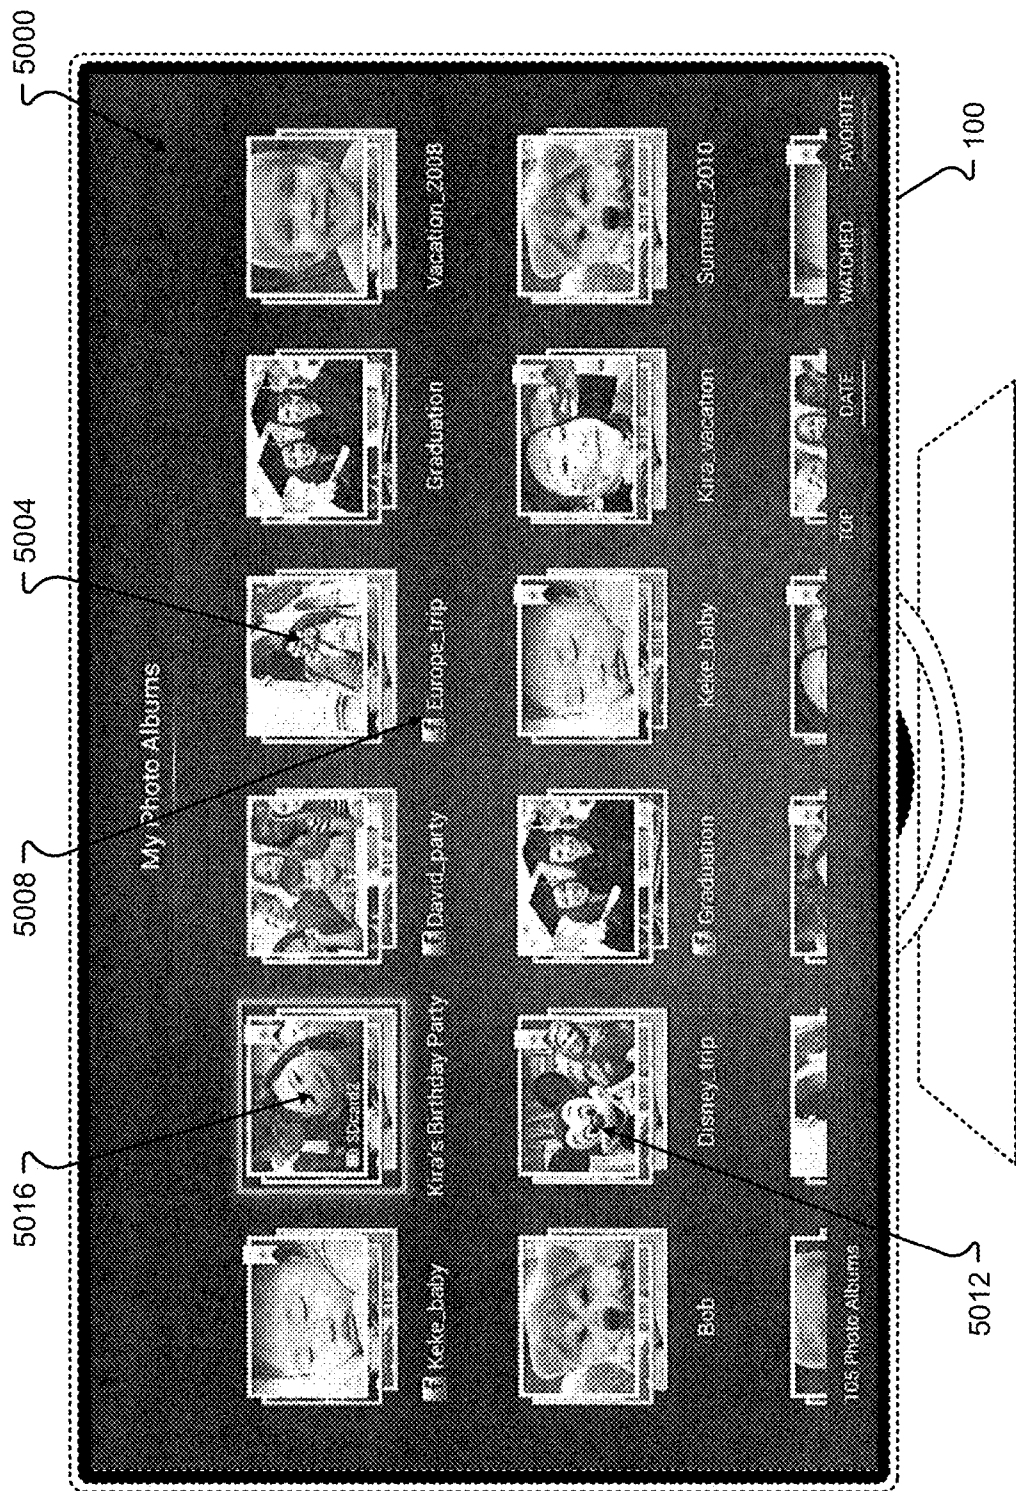 5000
100
My Photo Albums
5016
5008
5004
Keke_baby
Kira's Birthday Party
David_party
Europe_trip
Graduation
Vacation_2008
Bob
Disney_trip
Graduation
Keke_baby
Kira_vacation
Summer_2010
5012
Photo Albums
TOP
DATE
WATCHED
FAVORITE